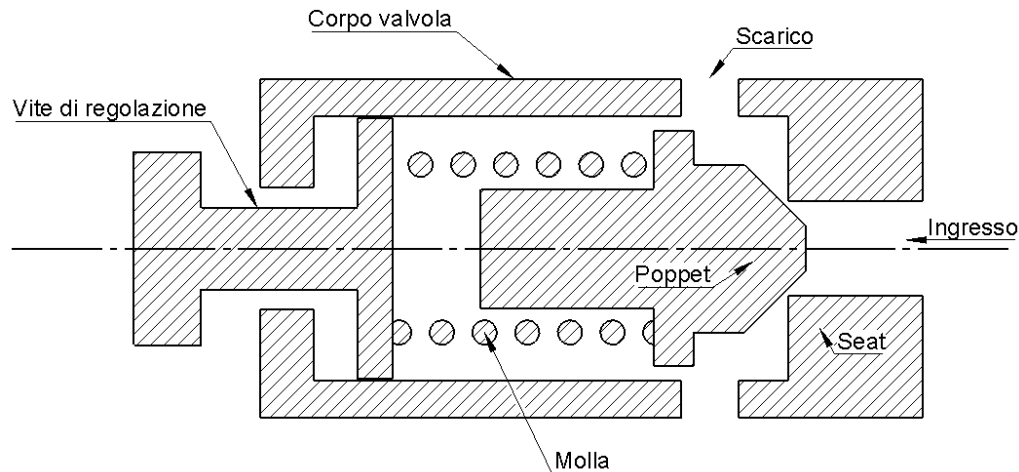 Corpo valvola
Scarico
Vite di regolazione
Ingresso
Poppet
Seat
Molla